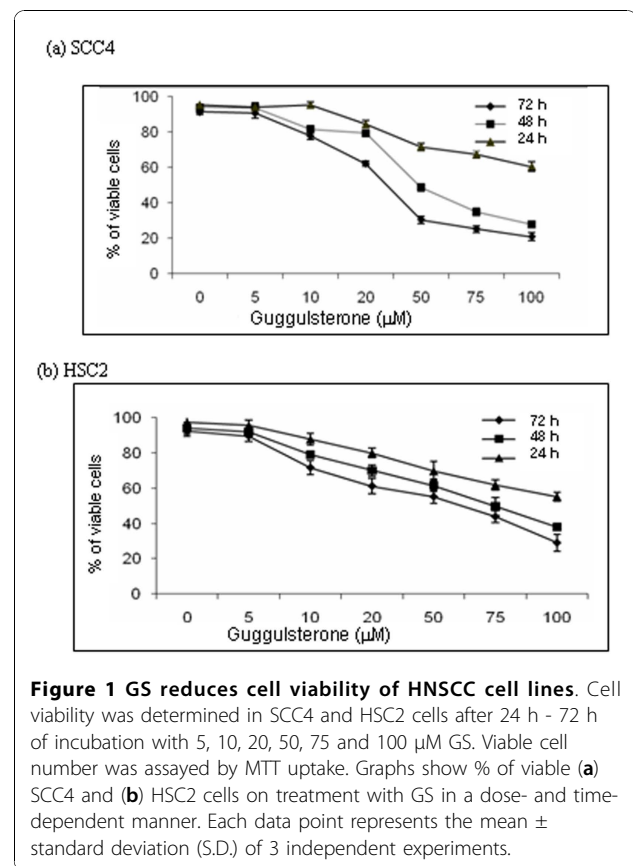 (a) SCC4
100
80
60
40
20
0
% of viable cells
72 h
48 h
24 h
0 5 10 20 50 75 100
Guggulsterone (µM)
(b) HSC2
100
80
60
40
20
0
% of viable cells
72 h
48 h
24 h
0 5 10 20 50 75 100
Guggulsterone (µM)
Figure 1 GS reduces cell viability of HNSCC cell lines. Cell
viability was determined in SCC4 and HSC2 cells after 24 h - 72 h
of incubation with 5, 10, 20, 50, 75 and 100 µM GS. Viable cell
number was assayed by MTT uptake. Graphs show % of viable (a)
SCC4 and (b) HSC2 cells on treatment with GS in a dose- and time-
dependent manner. Each data point represents the mean ±
standard deviation (S.D.) of 3 independent experiments.